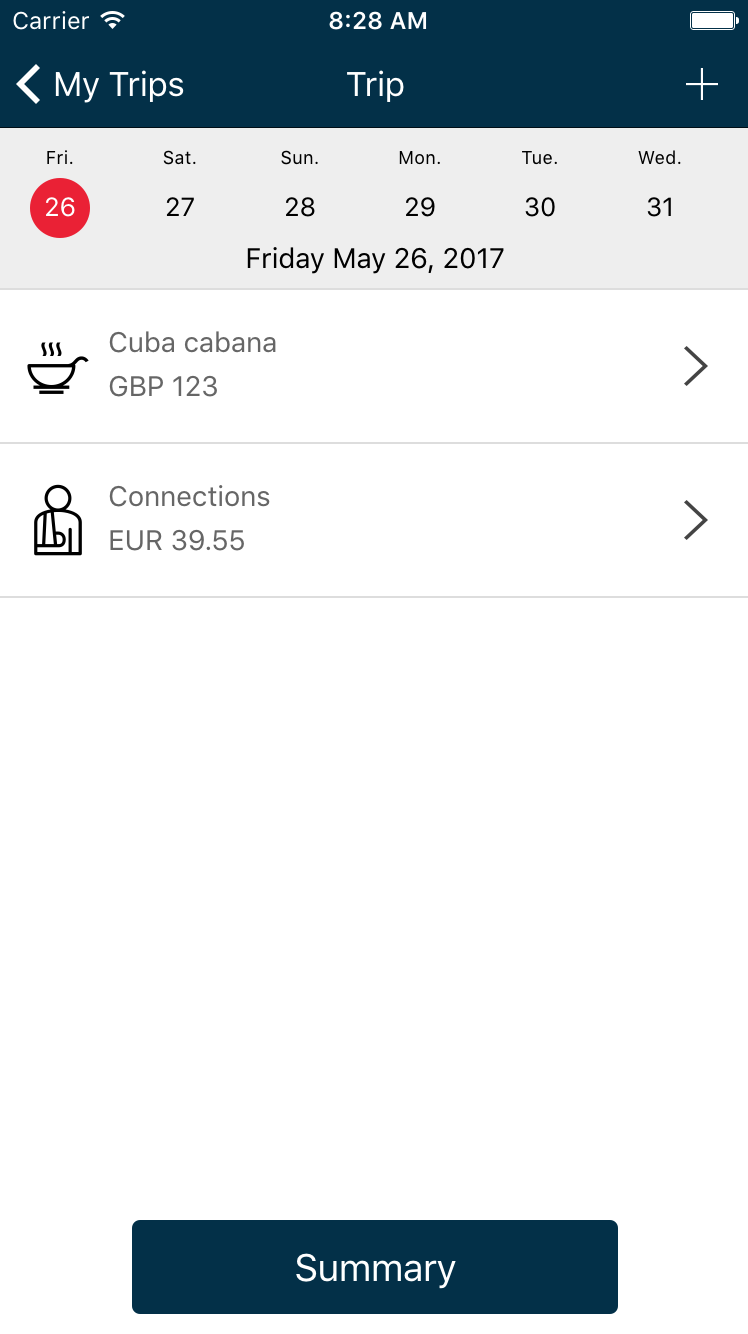 Carrier 8:28 AM
My Trips Trip
Fri. Sat. Sun. Mon. Tue. Wed.
26 27 28 29 30 31
Friday May 26, 2017
Cuba cabana
GBP 123
Connections
EUR 39.55
Summary